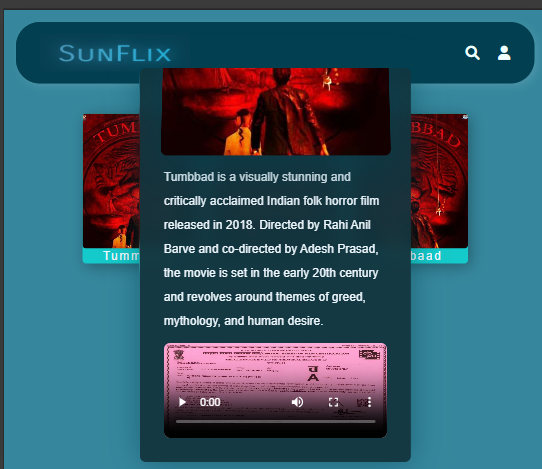 SUNFLIX
TUM
BBAD
Tumbbad is a visually stunning and
critically acclaimed Indian folk horror film
released in 2018. Directed by Rahi Anil
Barve and co-directed by Adesh Prasad,
the movie is set in the early 20th century
and revolves around themes of greed,
mythology, and human desire.
Tumm
baad
A
0:00